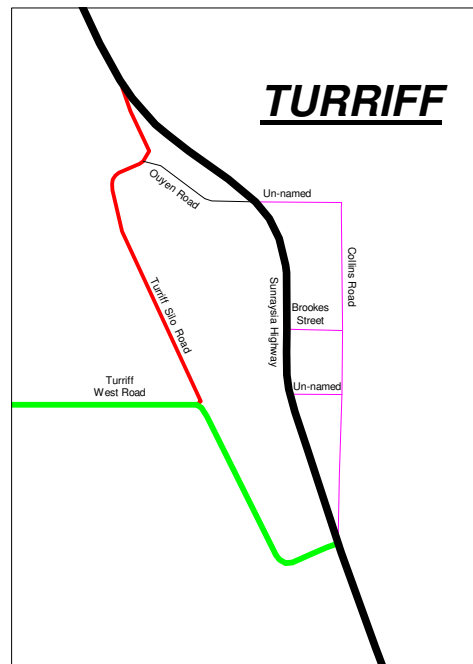 TURRIFF
Un-named
Ouyen Road
Collins Road
Turriff Silo Road
Sunraysia Highway
Brookes
Street
Turriff
West Road
Un-named